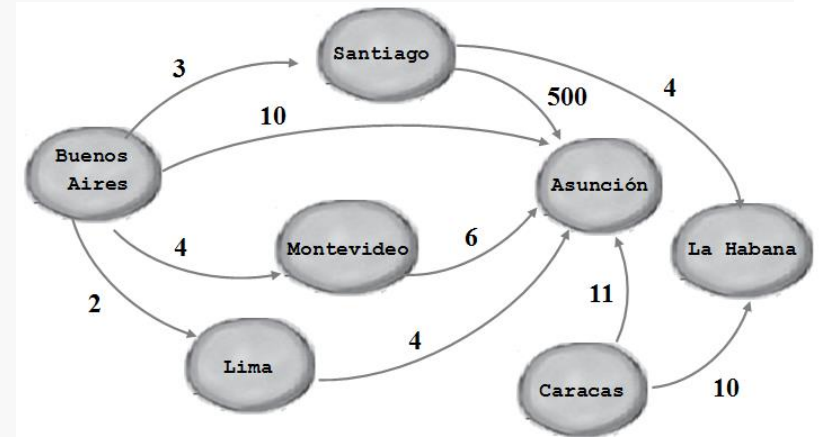 Santiago
3
500
4
10
Buenos
Aires
Asunción
Montevideo
6
La Habana
4
2
11
4
Lima
Caracas
10